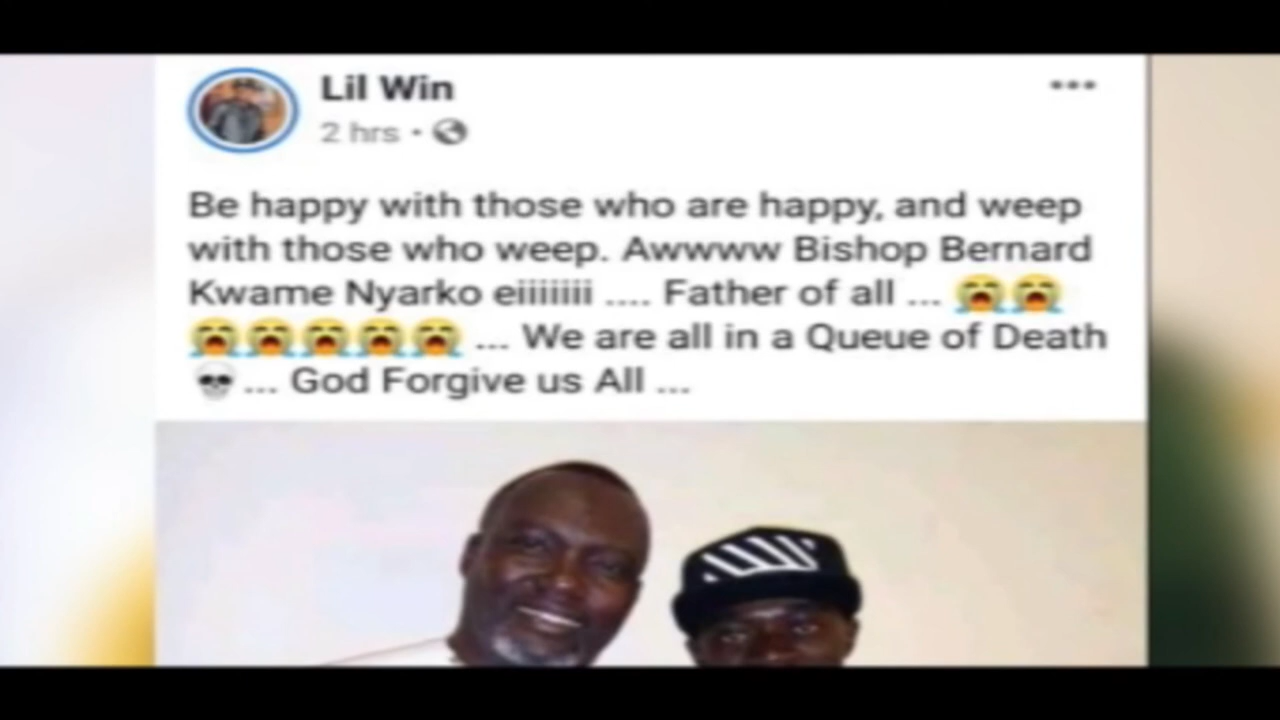 Lil Win
2 hrs •
Be happy with those who are happy, and weep
with those who weep. Awwww Bishop Bernard
Kwame Nyarko eiiiiiii .... Father of all ... 😭😭
😭😭😭😭😭 ... We are all in a Queue of Death
💀... God Forgive us All ...